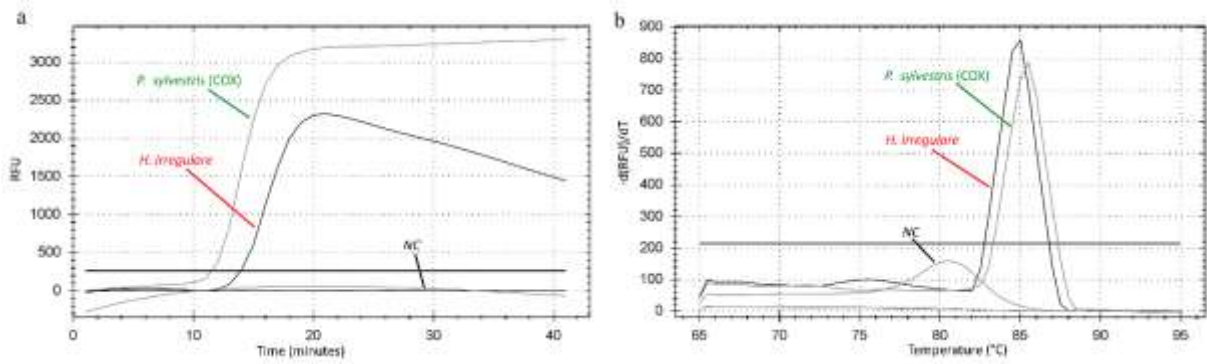 a
P. sylvestris (COX)
H. Irregulare
NC
RFU
3000
2500
2000
1500
1000
500
0
0 10 20 30 40
Time (minutes)
b
P. sylvestris (COX)
H. Irregulare
NC
-d(RFU)/dT
900
800
700
600
500
400
300
200
100
0
65 70 75 80 85 90 95
Temperature (°C)